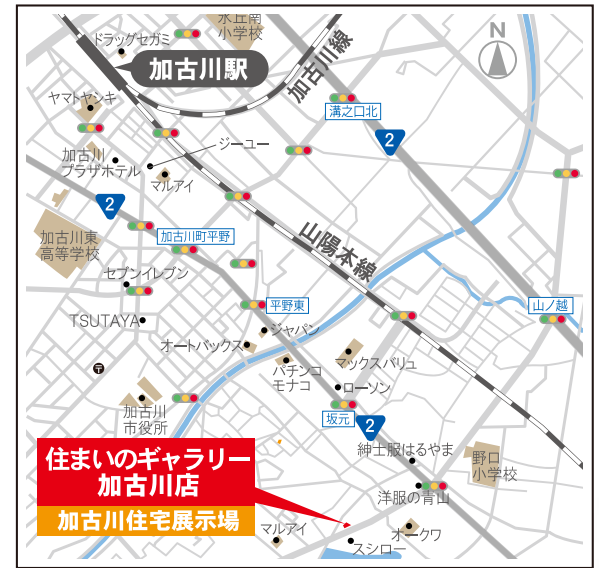 氷丘南
小学校
ドラッグセガミ
N
加古川駅
加古川線
ヤマトヤシキ
溝之口北
2
ジーユー
加古川
プラザホテル
マルアイ
2
山陽本線
加古川東
高等学校
加古川町平野
セブンイレブン
平野東
山ノ越
TSUTAYA
ジャパン
オートバックス
マックスバリュ
パチンコ
モナコ
ローソン
加古川
市役所
坂元
2
紳士服はるやま
野口
小学校
住まいのギャラリー
加古川店
洋服の青山
加古川住宅展示場
マルアイ
オークワ
スシロー